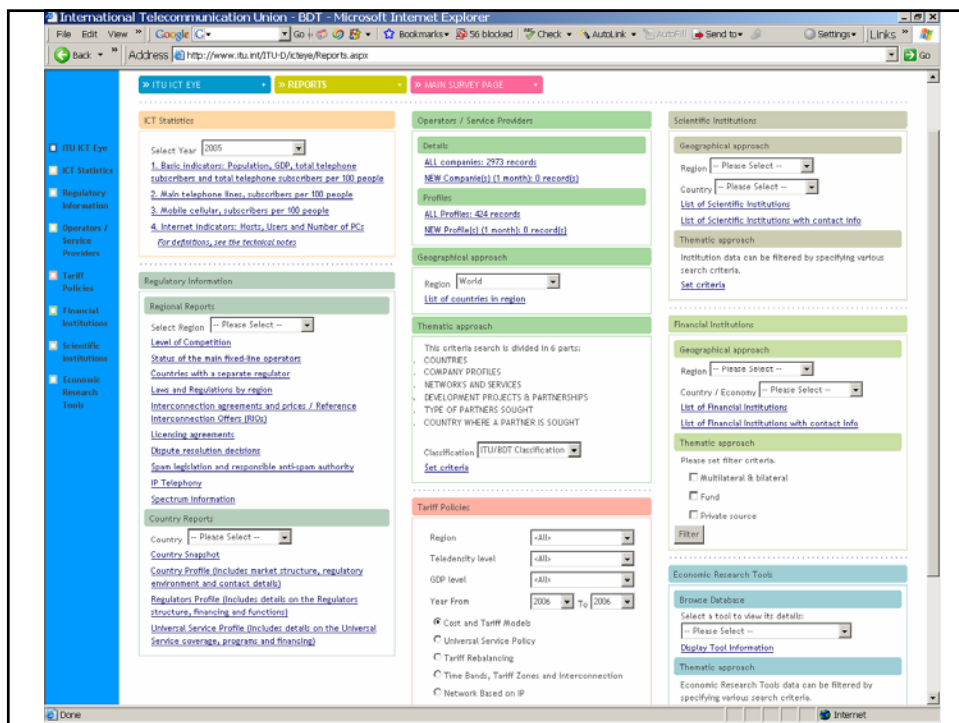 International Telecommunication Union - BDT - Microsoft Internet Explorer
File Edit View » Google G Go Bookmarks 56 blocked Check AutoLink AutoFill Send to Settings Links »
Back » Address http://www.itu.int/ITU-D/icteye/Reports.aspx Go
» ITU ICT EYE » REPORTS » MAIN SURVEY PAGE
ITU ICT Eye
ICT Statistics
Regulatory
Information
Operators /
Service
Providers
Tariff
Policies
Financial
Institutions
Scientific
Institutions
Economic
Research
Tools
ICT Statistics
Select Year 2005
1. Basic indicators: Population, GDP, total telephone
subscribers and total telephone subscribers per 100 people
2. Main telephone lines, subscribers per 100 people
3. Mobile cellular, subscribers per 100 people
4. Internet indicators: Hosts, Users and Number of PCs
For definitions, see the technical notes
Regulatory Information
Regional Reports
Select Region -- Please Select --
Level of Competition
Status of the main fixed-line operators
Countries with a separate regulator
Laws and Regulations by region
Interconnection agreements and prices / Reference
Interconnection Offers (RIOs)
Licencing agreements
Dispute resolution decisions
Spam legislation and responsible anti-spam authority
IP Telephony
Spectrum Information
Country Reports
Country -- Please Select --
Country Snapshot
Country Profile (includes market structure, regulatory
environment and contact details)
Regulators Profile (Includes details on the Regulators
structure, financing and functions)
Universal Service Profile (Includes details on the Universal
Service coverage, programs and financing)
Operators / Service Providers
Details
ALL companies: 2973 records
NEW Companie(s) (1 month): 0 record(s)
Profiles
ALL Profiles: 424 records
NEW Profile(s) (1 month): 0 record(s)
Geographical approach
Region World
List of countries in region
Thematic approach
This criteria search is divided in 6 parts:
. COUNTRIES
. COMPANY PROFILES
. NETWORKS AND SERVICES
. DEVELOPMENT PROJECTS & PARTNERSHIPS
. TYPE OF PARTNERS SOUGHT
. COUNTRY WHERE A PARTNER IS SOUGHT
Classification ITU/BDT Classification
Set criteria
Tariff Policies
Region <All>
Teledensity level <All>
GDP level <All>
Year From 2006 To 2006
Cost and Tariff Models
Universal Service Policy
Tariff Rebalancing
Time Bands, Tariff Zones and Interconnection
Network Based on IP
Scientific Institutions
Geographical approach
Region -- Please Select --
Country -- Please Select --
List of Scientific Institutions
List of Scientific Institutions with contact info
Thematic approach
Institution data can be filtered by specifying various
search criteria.
Set criteria
Financial Institutions
Geographical approach
Region -- Please Select --
Country / Economy -- Please Select --
List of Financial Institutions
List of Financial Institutions with contact info
Thematic approach
Please set filter criteria.
Multilateral & bilateral
Fund
Private source
Filter
Economic Research Tools
Browse Database
Select a tool to view its details:
-- Please Select --
Display Tool Information
Thematic approach
Economic Research Tools data can be filtered by
specifying various search criteria.
Done Internet